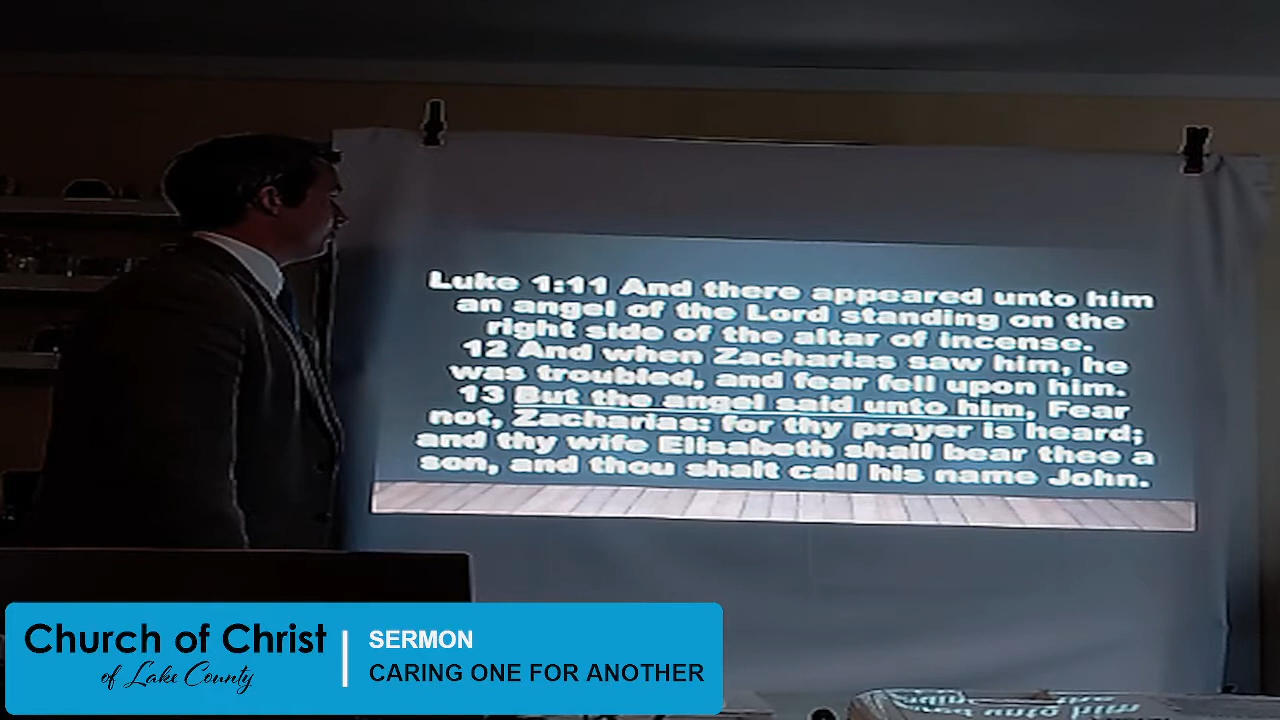 Luke 1:11 And there appeared unto him
an angel of the Lord standing on the
right side of the altar of incense.
12 And when Zacharias saw him, he
was troubled, and fear fell upon him.
13 But the angel said unto him, Fear
not, Zacharias: for thy prayer is heard;
and thy wife Elisabeth shall bear thee a
son, and thou shalt call his name John.
Church of Christ
of Lake County
SERMON
CARING ONE FOR ANOTHER
unto him